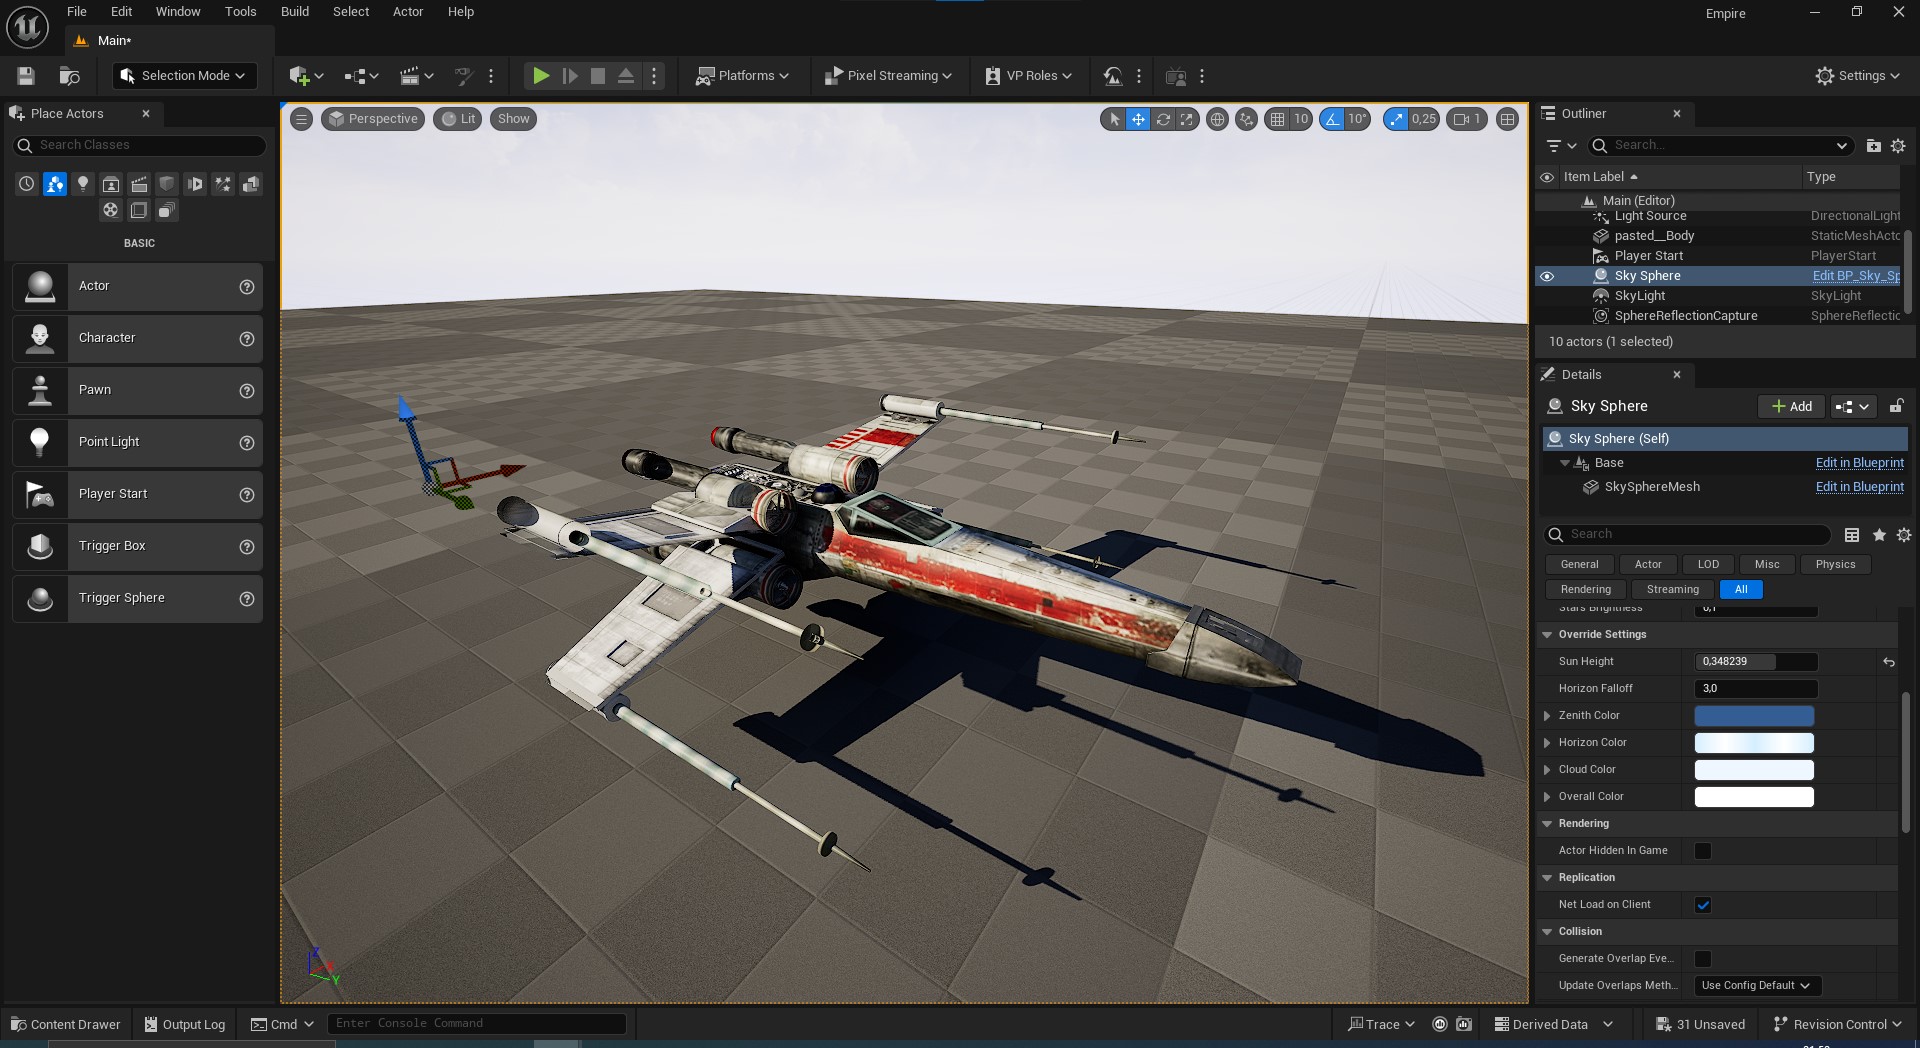 File Edit Window Tools Build Select Actor Help
Empire
Main*
Selection Mode
Platforms
Pixel Streaming
VP Roles
Settings
Place Actors
Search Classes
BASIC
Actor
Character
Pawn
Point Light
Player Start
Trigger Box
Trigger Sphere
Perspective Lit Show
10 10° 0,25 1
Z
X
Y
Outliner
Search...
Item Label Type
Main (Editor)
Light Source DirectionalLight
pasted__Body StaticMeshActo
Player Start PlayerStart
Sky Sphere Edit BP_Sky_Sp
SkyLight SkyLight
SphereReflectionCapture SphereReflectic
10 actors (1 selected)
Details
Sky Sphere
Add
Sky Sphere (Self)
Base Edit in Blueprint
SkySphereMesh Edit in Blueprint
Search
General Actor LOD Misc Physics
Rendering Streaming All
Stars Brightness 0,1
Override Settings
Sun Height 0,348239
Horizon Falloff 3,0
Zenith Color
Horizon Color
Cloud Color
Overall Color
Rendering
Actor Hidden In Game
Replication
Net Load on Client
Collision
Generate Overlap Eve...
Update Overlaps Meth... Use Config Default
Content Drawer Output Log Cmd Enter Console Command
Trace Derived Data 31 Unsaved Revision Control